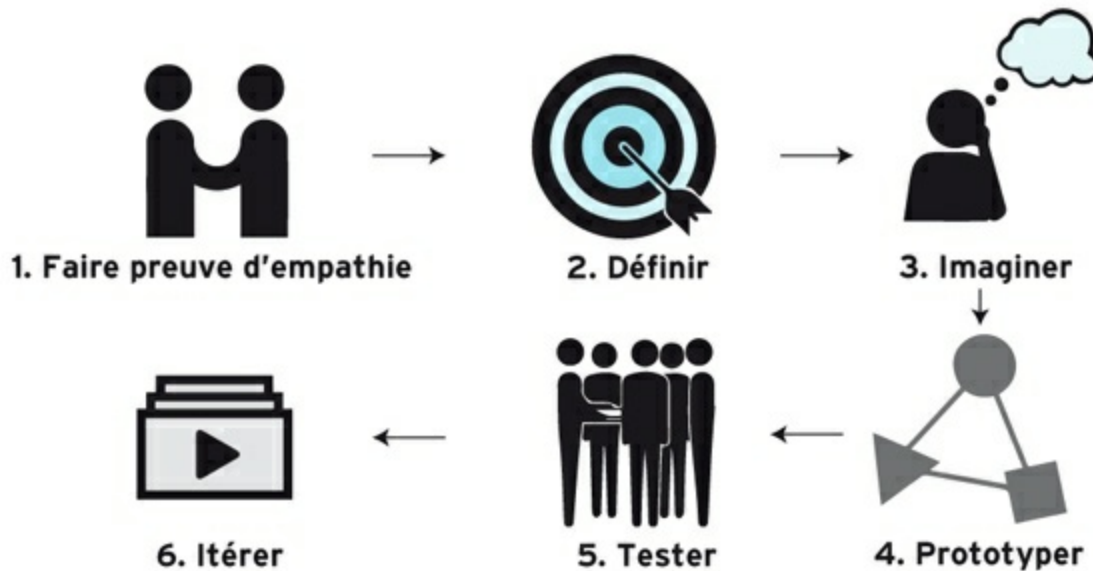 1. Faire preuve d'empathie
2. Définir
3. Imaginer
4. Prototyper
5. Tester
6. Itérer